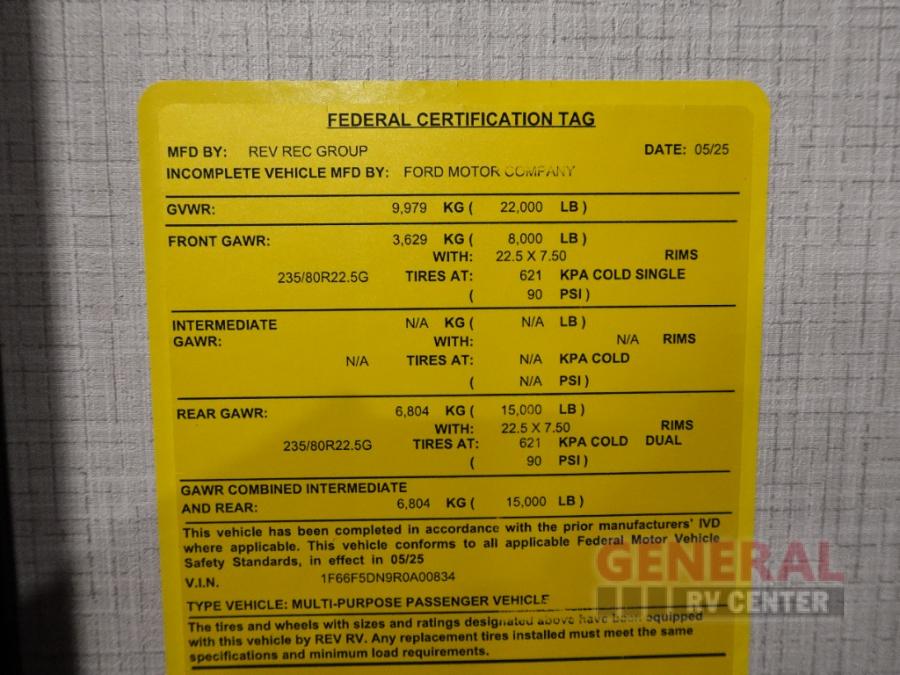 FEDERAL CERTIFICATION TAG
MFD BY: REV REC GROUP DATE: 05/25
INCOMPLETE VEHICLE MFD BY: FORD MOTOR COMPANY
GVWR: 9,979 KG ( 22,000 LB )
FRONT GAWR: 3,629 KG ( 8,000 LB )
WITH: 22.5 X 7.50 RIMS
235/80R22.5G TIRES AT: 621 KPA COLD SINGLE
( 90 PSI )
INTERMEDIATE N/A KG ( N/A LB )
GAWR: WITH: N/A RIMS
N/A TIRES AT: N/A KPA COLD
( N/A PSI )
REAR GAWR: 6,804 KG ( 15,000 LB )
WITH: 22.5 X 7.50 RIMS
235/80R22.5G TIRES AT: 621 KPA COLD DUAL
( 90 PSI )
GAWR COMBINED INTERMEDIATE
AND REAR: 6,804 KG ( 15,000 LB )
This vehicle has been completed in accordance with the prior manufacturers' IVD
where applicable. This vehicle conforms to all applicable Federal Motor Vehicle
Safety Standards, in effect in 05/25
V.I.N. 1F66F5DN9R0A00834
TYPE VEHICLE: MULTI-PURPOSE PASSENGER VEHICLE
The tires and wheels with sizes and ratings designated above have been equipped
with this vehicle by REV RV. Any replacement tires installed must meet the same
specifications and minimum load requirements.
GENERAL
RV CENTER